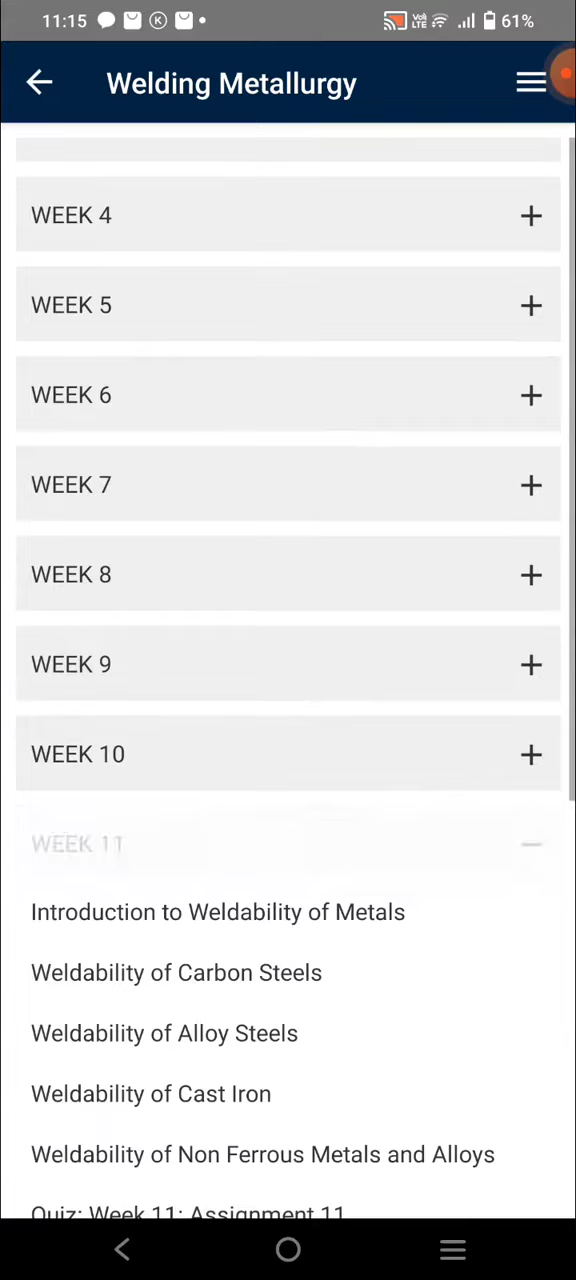 11:15
VoLTE 61%
Welding Metallurgy
WEEK 4
WEEK 5
WEEK 6
WEEK 7
WEEK 8
WEEK 9
WEEK 10
WEEK 11
Introduction to Weldability of Metals
Weldability of Carbon Steels
Weldability of Alloy Steels
Weldability of Cast Iron
Weldability of Non Ferrous Metals and Alloys
Quiz: Week 11: Assignment 11